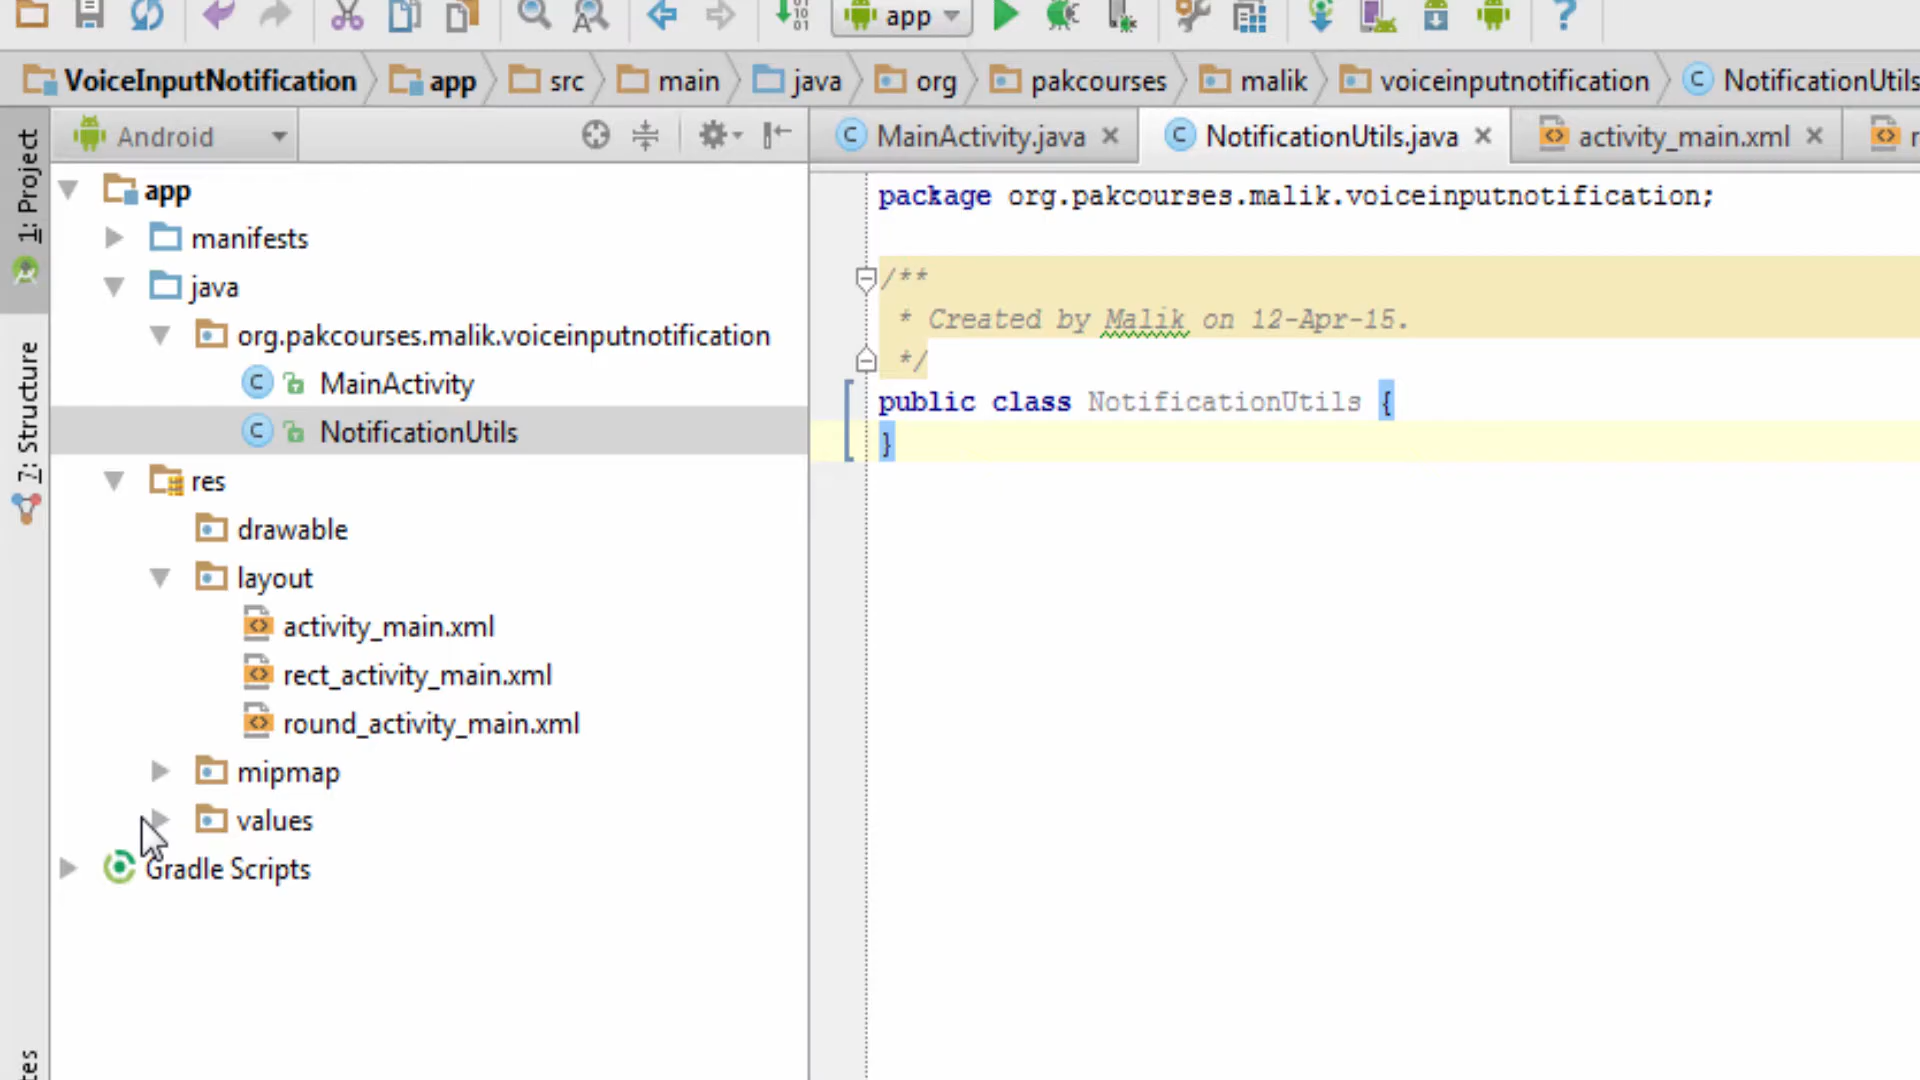 app
VoiceInputNotification app src main java org pakcourses malik voiceinputnotification NotificationUtils
1: Project
7: Structure
Android
MainActivity.java NotificationUtils.java activity_main.xml
app
manifests
java
org.pakcourses.malik.voiceinputnotification
MainActivity
NotificationUtils
res
drawable
layout
activity_main.xml
rect_activity_main.xml
round_activity_main.xml
mipmap
values
Gradle Scripts
package org.pakcourses.malik.voiceinputnotification;
/**
* Created by Malik on 12-Apr-15.
*/
public class NotificationUtils {
}